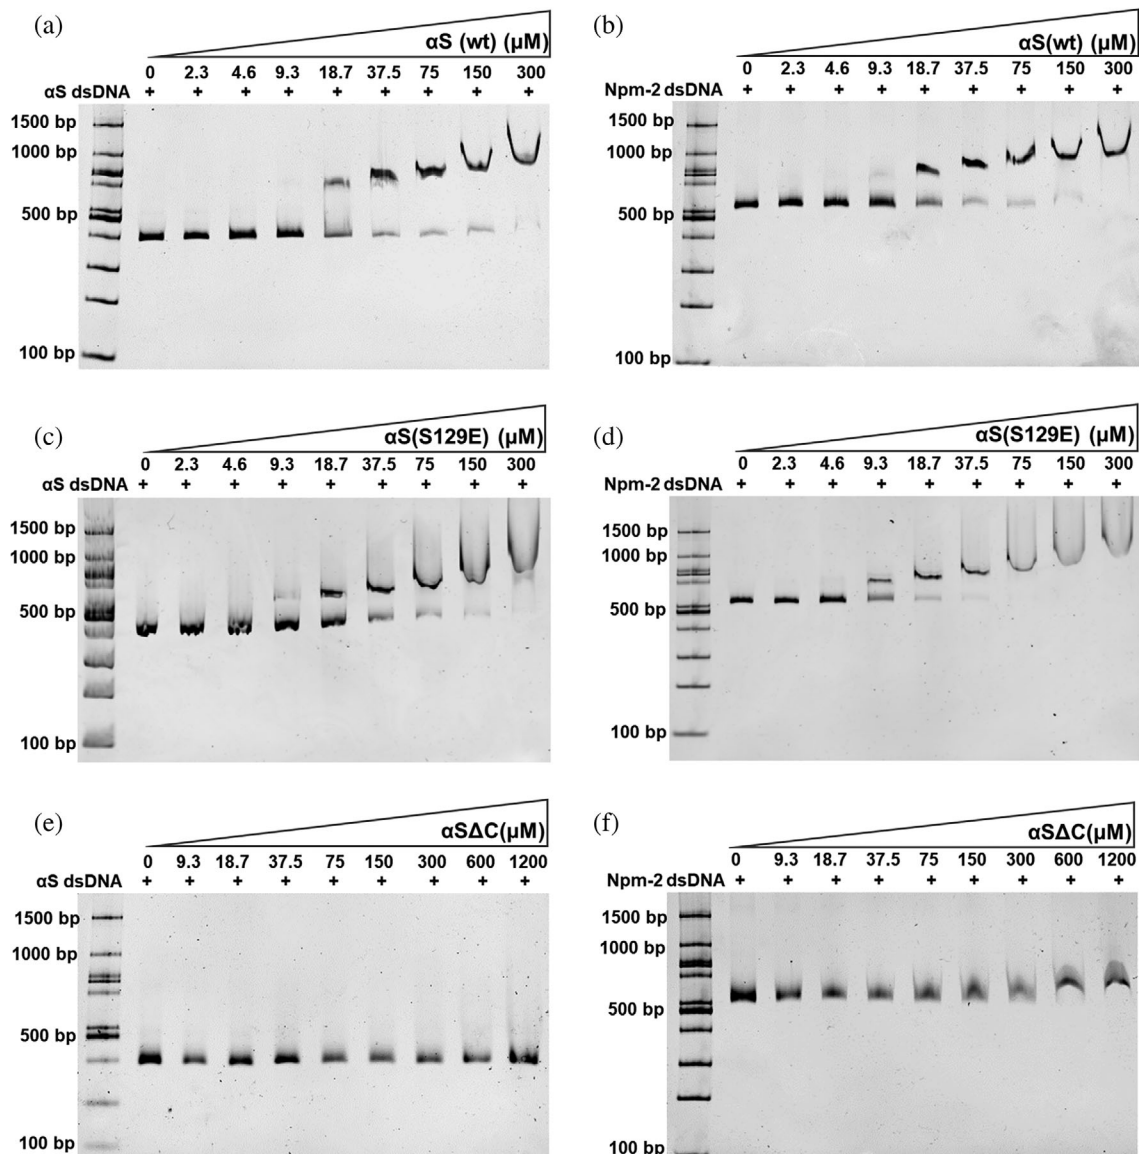 (a)
αS (wt) (μM)
0 2.3 4.6 9.3 18.7 37.5 75 150 300
αS dsDNA + + + + + + + + +
1500 bp
1000 bp
500 bp
100 bp
(b)
αS(wt) (μM)
0 2.3 4.6 9.3 18.7 37.5 75 150 300
Npm-2 dsDNA + + + + + + + + +
1500 bp
1000 bp
500 bp
100 bp
(c)
αS(S129E) (μM)
0 2.3 4.6 9.3 18.7 37.5 75 150 300
αS dsDNA + + + + + + + + +
1500 bp
1000 bp
500 bp
100 bp
(d)
αS(S129E) (μM)
0 2.3 4.6 9.3 18.7 37.5 75 150 300
Npm-2 dsDNA + + + + + + + + +
1500 bp
1000 bp
500 bp
100 bp
(e)
αSΔC(μM)
0 9.3 18.7 37.5 75 150 300 600 1200
αS dsDNA + + + + + + + + +
1500 bp
1000 bp
500 bp
100 bp
(f)
αSΔC(μM)
0 9.3 18.7 37.5 75 150 300 600 1200
Npm-2 dsDNA + + + + + + + + +
1500 bp
1000 bp
500 bp
100 bp